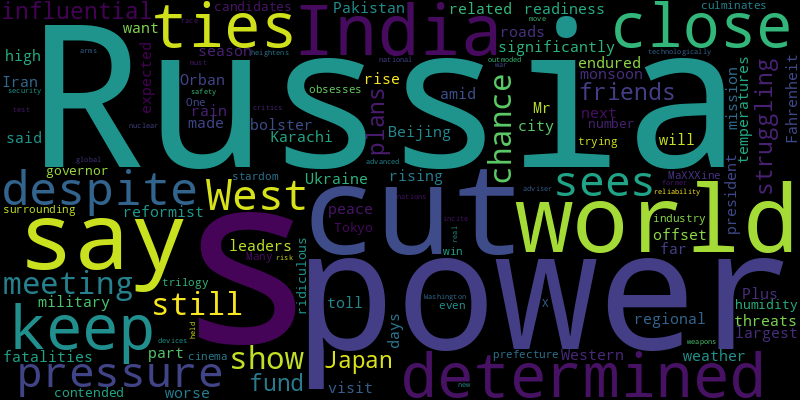 influential ties candidates Pakistan related readiness culminates
want India roads move close
high Russia season significantly technologically
Iran expected must arms heightens obsesses rise national outmoded endured monsoon
security Orban safety plans amid war friends Fahrenheit
test One rain critics Mr chance next mission temperatures struggling
said nuclear made bolster Karachi Beijing city number trying will
global governor advanced rising MaXXXine president
despite stardom West Ukraine cut adviser sees former reliability
surrounding reformist peace nations incite world industry
say S leaders Tokyo real win offset
Many risk ridiculous power far
meeting trilogy toll Washington even X regional Plus humidity
military still days weapons threats
keep held devices part cinema show Japan prefecture Western weather largest
fatalities
pressure fund visit new determined
contended worse